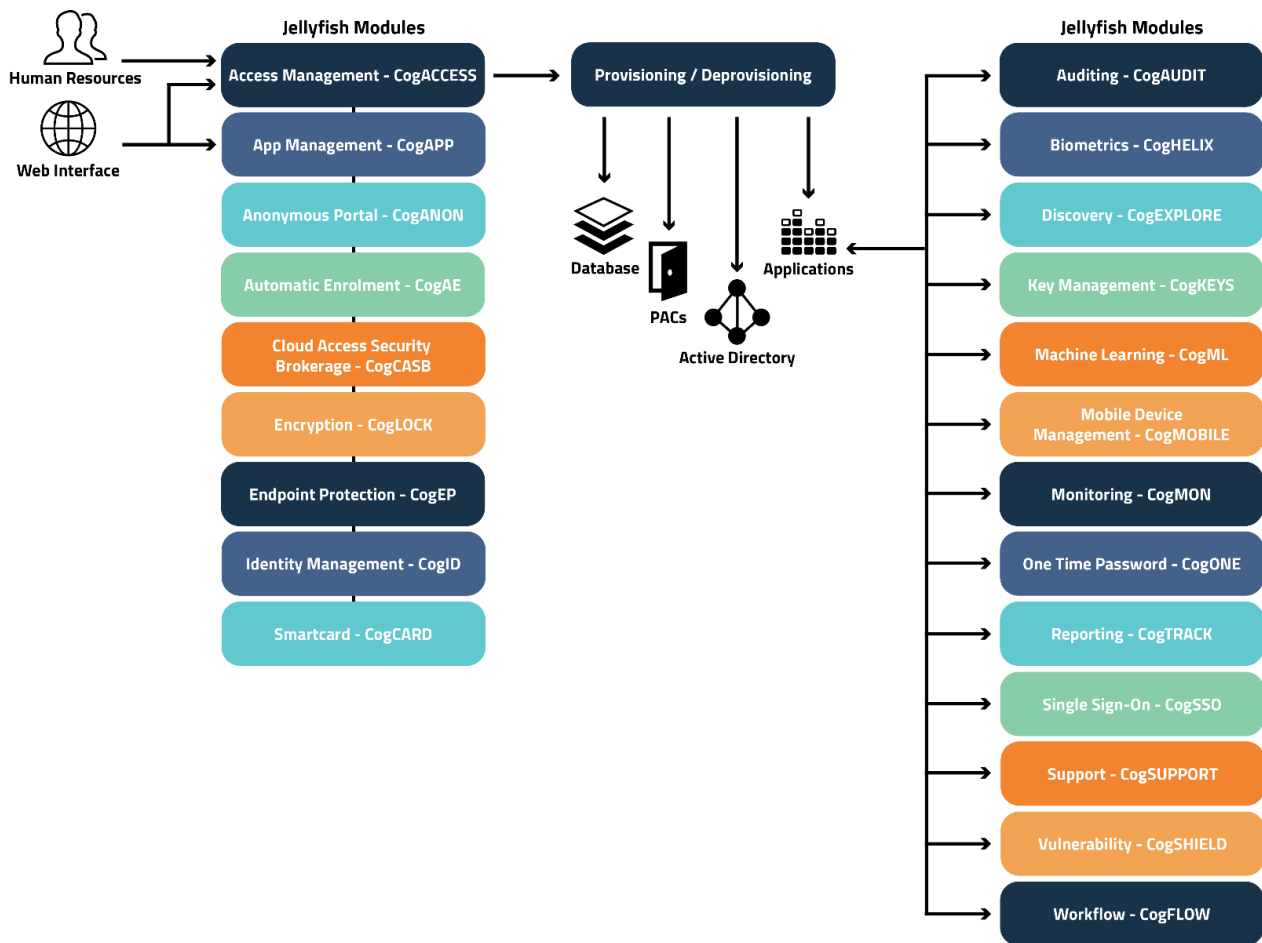 Jellyfish Modules
Human Resources
Web Interface
Access Management - CogACCESS
App Management - CogAPP
Anonymous Portal - CogANON
Automatic Enrolment - CogAE
Cloud Access Security
Brokerage - CogCASB
Encryption - CogLOCK
Endpoint Protection - CogEP
Identity Management - CogID
Smartcard - CogCARD
Provisioning / Deprovisioning
Database
PACs
Active Directory
Applications
Jellyfish Modules
Auditing - CogAUDIT
Biometrics - CogHELIX
Discovery - CogEXPLORE
Key Management - CogKEYS
Machine Learning - CogML
Mobile Device
Management - CogMOBILE
Monitoring - CogMON
One Time Password - CogONE
Reporting - CogTRACK
Single Sign-On - CogSSO
Support - CogSUPPORT
Vulnerability - CogSHIELD
Workflow - CogFLOW